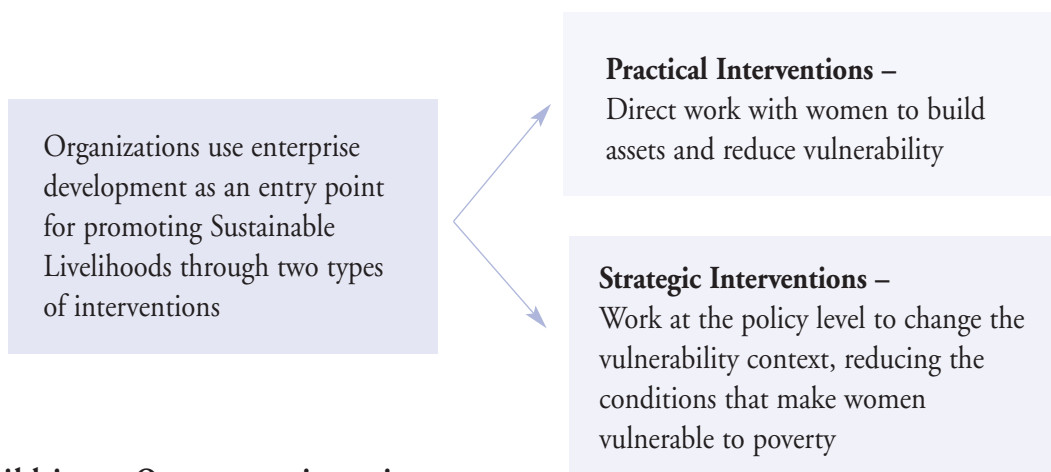 Organizations use enterprise
development as an entry point
for promoting Sustainable
Livelihoods through two types
of interventions
Practical Interventions –
Direct work with women to build
assets and reduce vulnerability
Strategic Interventions –
Work at the policy level to change the
vulnerability context, reducing the
conditions that make women
vulnerable to poverty